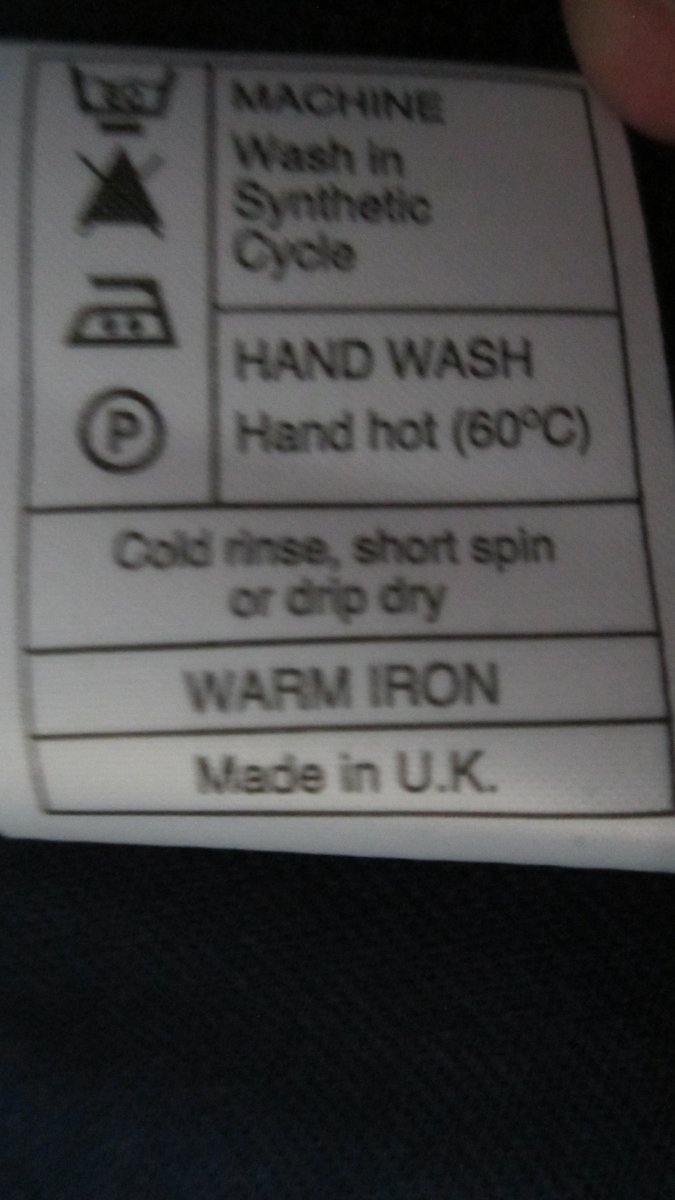 MACHINE
Wash in
Synthetic
Cycle
HAND WASH
Hand hot (60ºC)
P
Cold rinse, short spin
or drip dry
WARM IRON
Made in U.K.